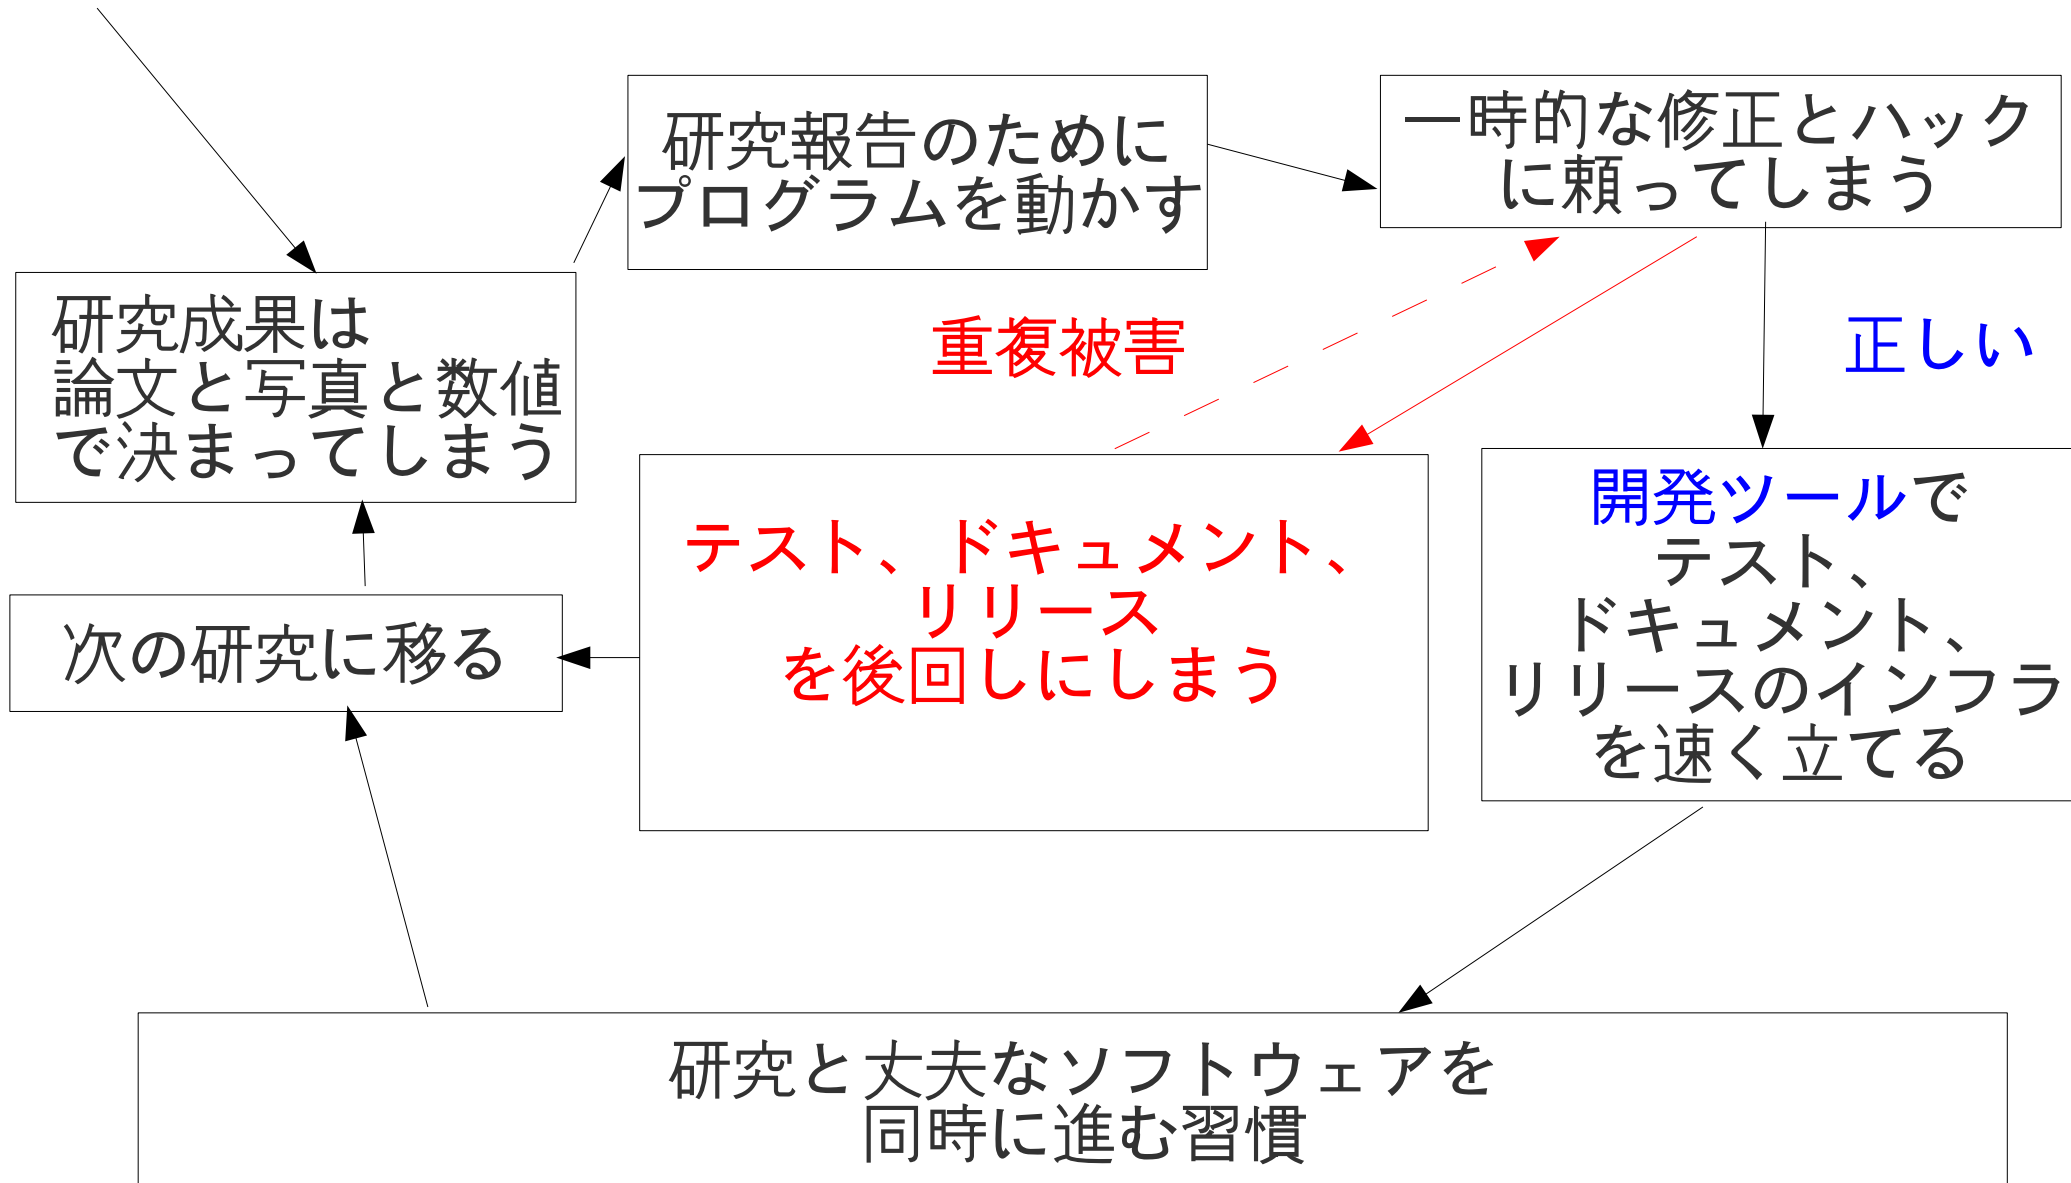 研究報告のために
プログラムを動かす
一時的な修正とハック
に頼ってしまう
研究成果は
論文と写真と数値
で決まってしまう
重複被害
正しい
テスト、ドキュメント、
リリース
を後回しにしまう
開発ツールで
テスト、
ドキュメント、
リリースのインフラ
を速く立てる
次の研究に移る
研究と丈夫なソフトウェアを
同時に進む習慣